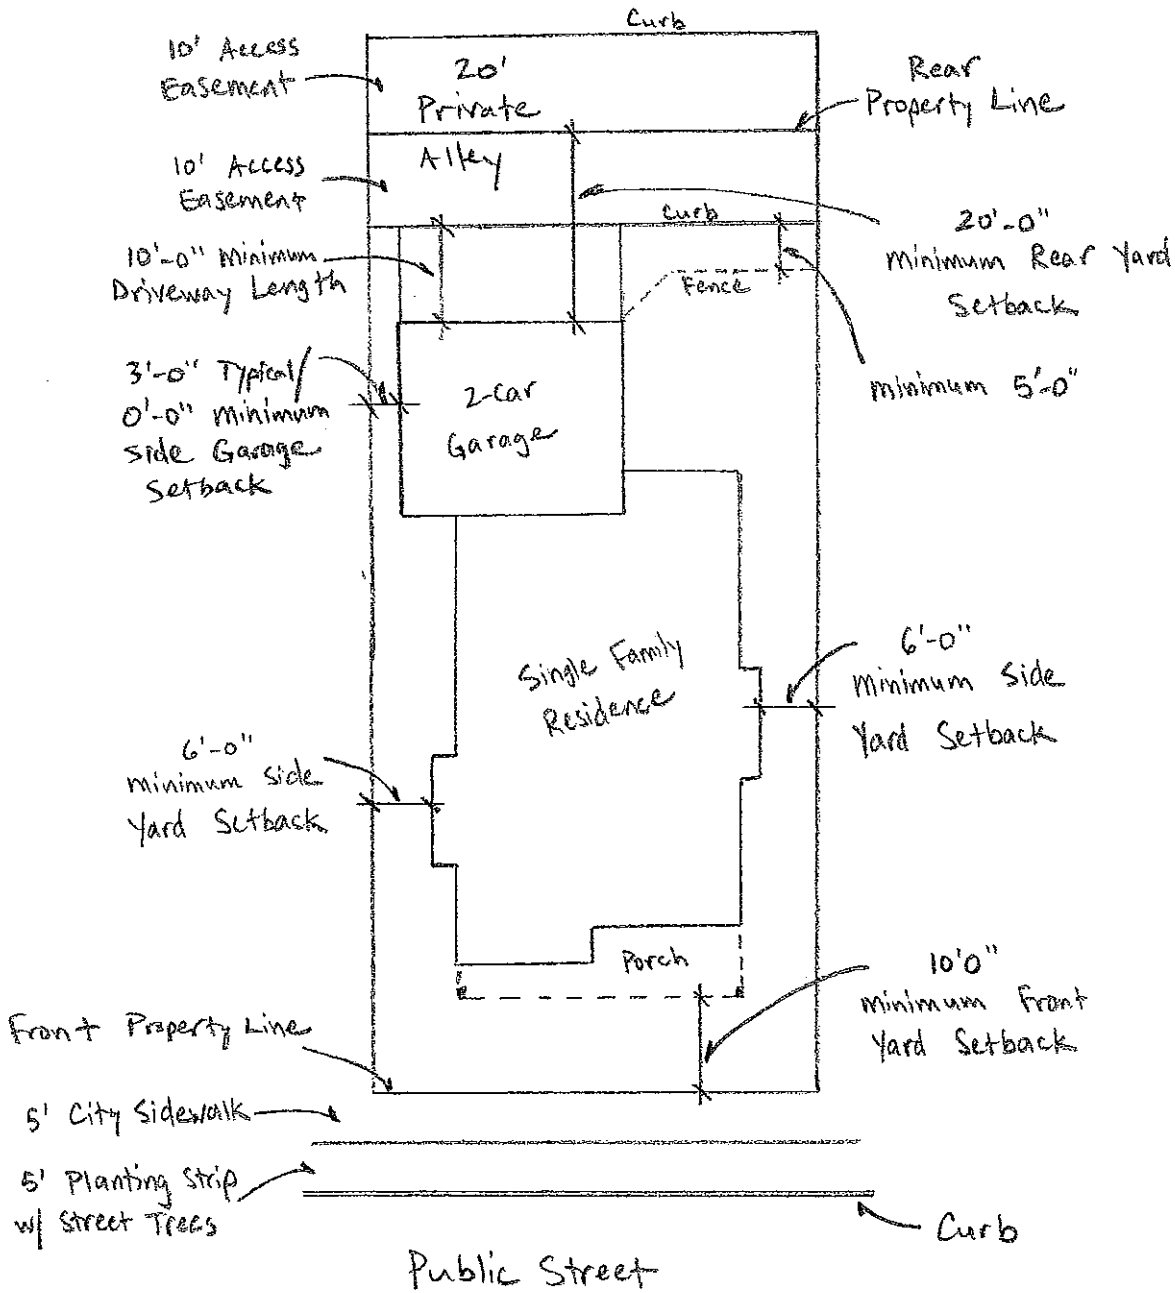 Curb
10' Access
Easement
20'
Private
Alley
Rear
Property Line
10' Access
Easement
Curb
20'-0"
minimum Rear Yard
Setback
10'-0" Minimum
Driveway Length
Fence
minimum 5'-0"
3'-0" Typical/
0'-0" Minimum
Side Garage
Setback
2-Car
Garage
Single Family
Residence
6'-0"
Minimum Side
Yard Setback
6'-0"
Minimum Side
Yard Setback
Porch
10'0"
minimum Front
Yard Setback
Front Property Line
5' City Sidewalk
5' Planting Strip
w/ Street Trees
Curb
Public Street